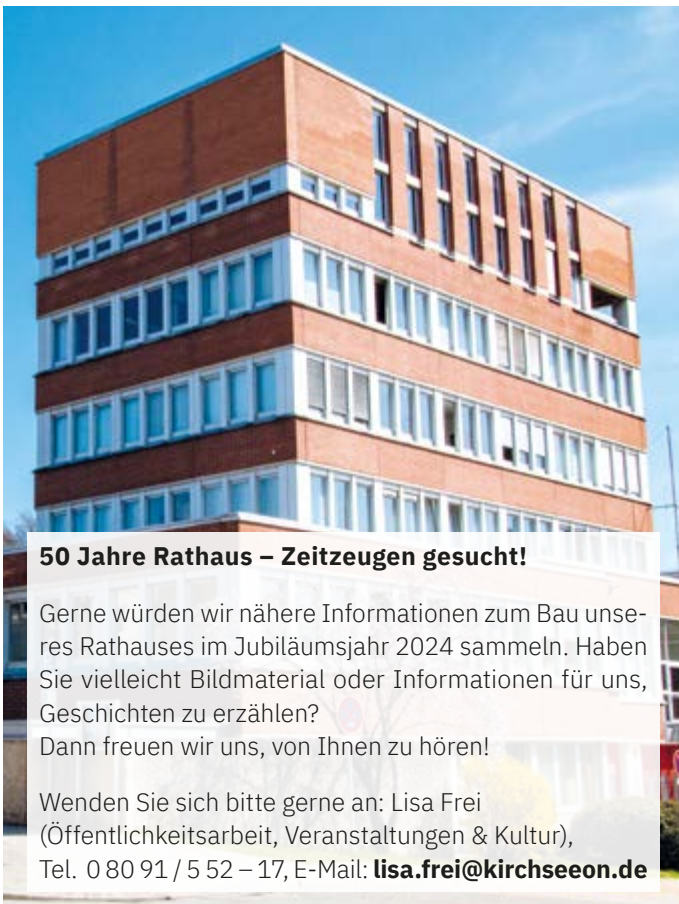 50 Jahre Rathaus – Zeitzeugen gesucht!
Gerne würden wir nähere Informationen zum Bau unse-
res Rathauses im Jubiläumsjahr 2024 sammeln. Haben
Sie vielleicht Bildmaterial oder Informationen für uns,
Geschichten zu erzählen?
Dann freuen wir uns, von Ihnen zu hören!
Wenden Sie sich bitte gerne an: Lisa Frei
(Öffentlichkeitsarbeit, Veranstaltungen & Kultur),
Tel. 0 80 91 / 5 52 – 17, E-Mail: lisa.frei@kirchseeon.de